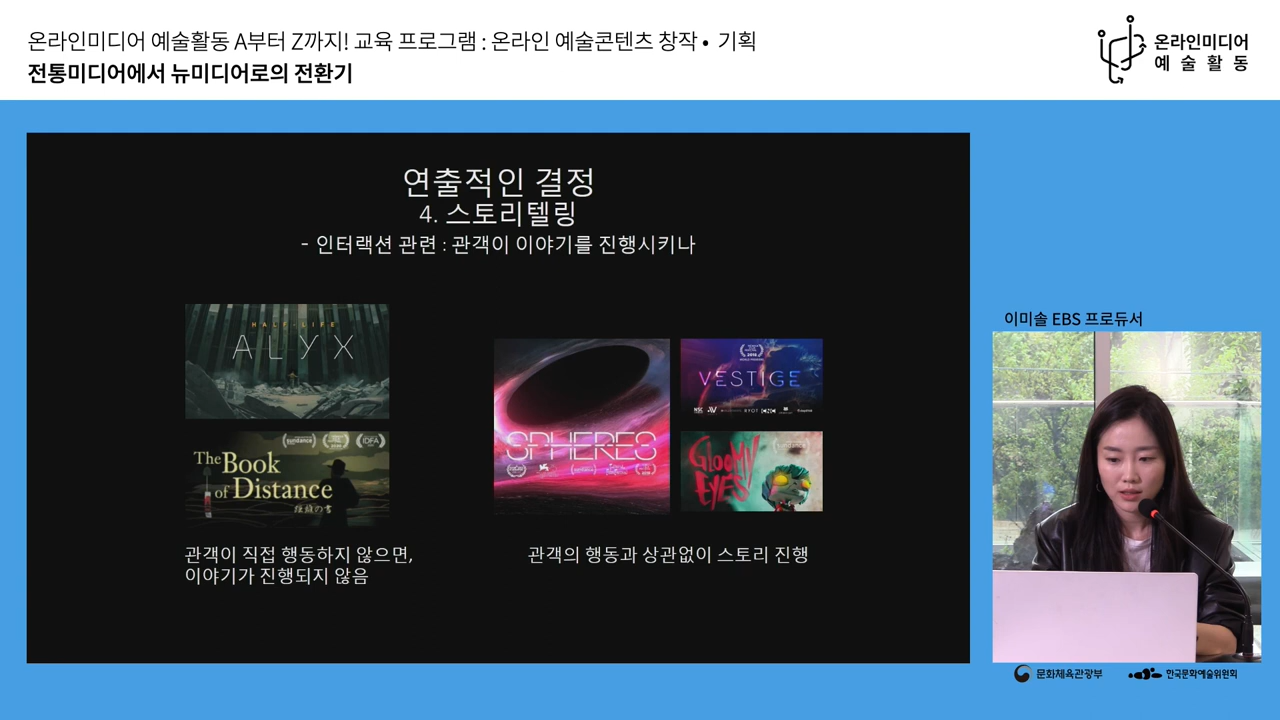 온라인미디어 예술활동 A부터 Z까지! 교육 프로그램 : 온라인 예술콘텐츠 창작 • 기획
전통미디어에서 뉴미디어로의 전환기
온라인미디어
예 술 활 동
연출적인 결정
4. 스토리텔링
- 인터랙션 관련 : 관객이 이야기를 진행시키나
HALF-LIFE
ALYX
The Book
of Distance
sundance
IDFA
SPHERES
2018
VESTIGE
GLOOMY
EYES
sundance
관객이 직접 행동하지 않으면,
이야기가 진행되지 않음
관객의 행동과 상관없이 스토리 진행
이미솔 EBS 프로듀서
문화체육관광부
한국문화예술위원회